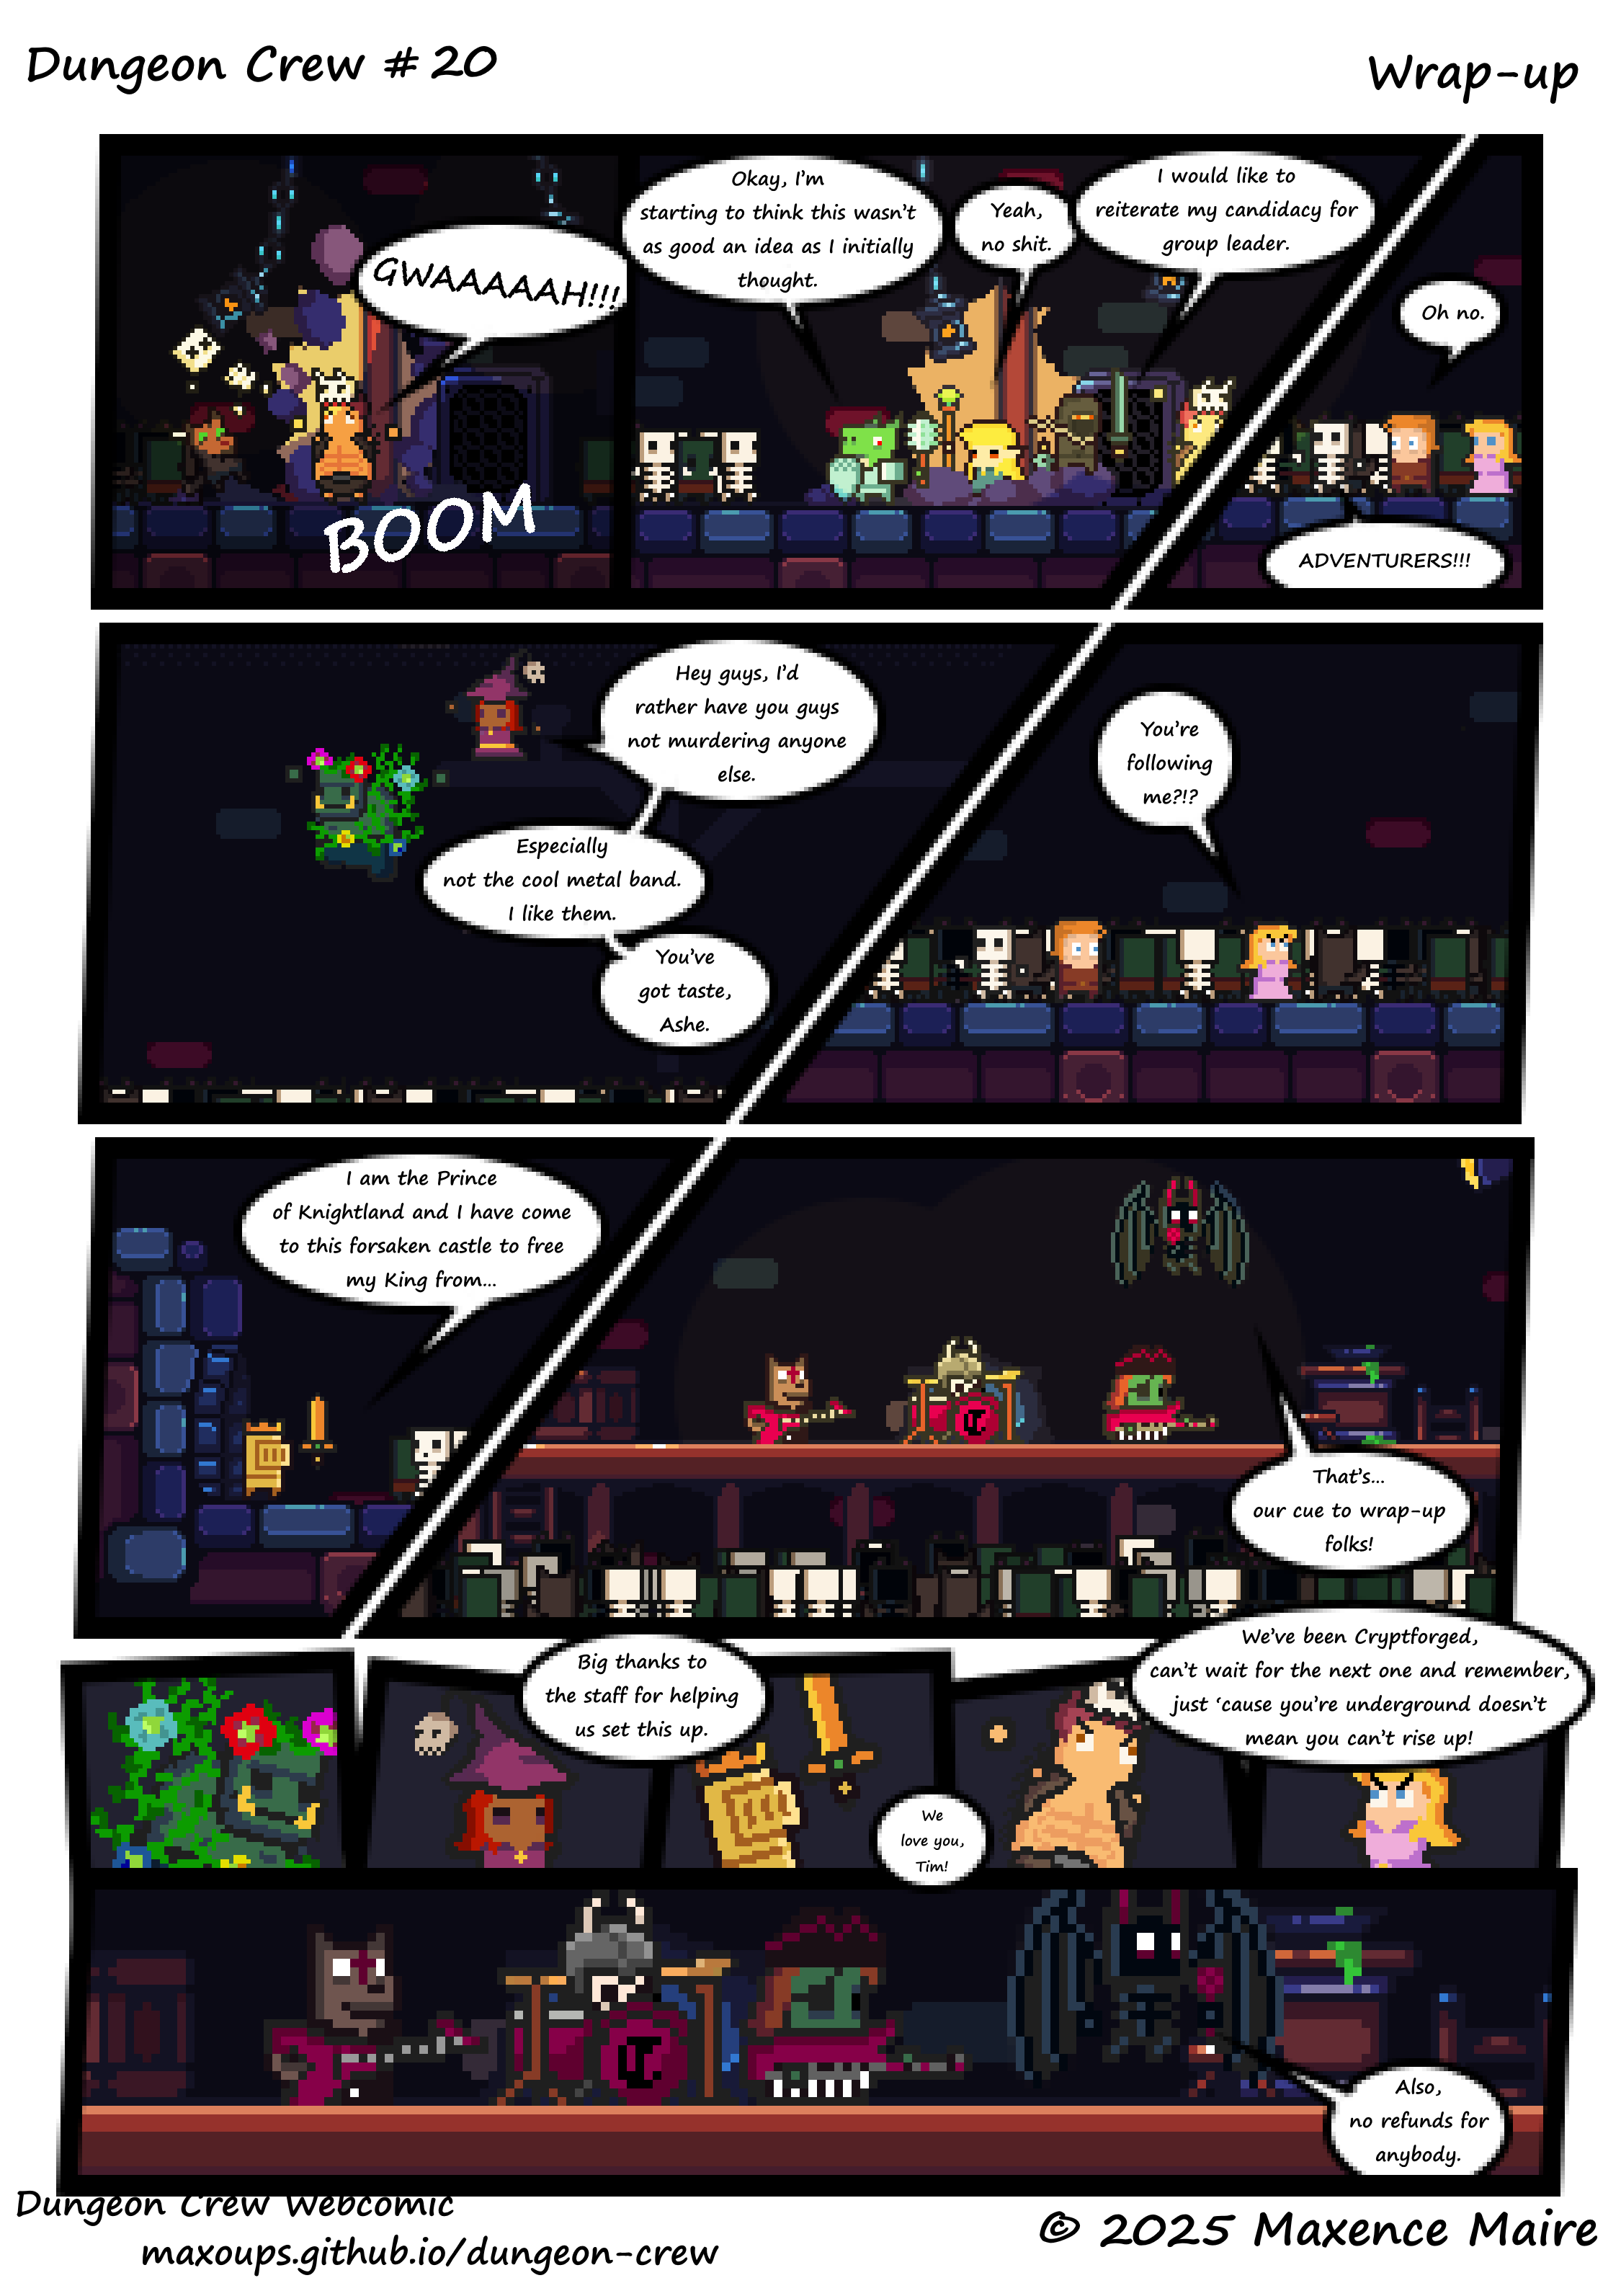 Dungeon Crew # 20
Wrap-up
GWAAAAAH!!!
BOOM
Okay, I'm
starting to think this wasn't
as good an idea as I initially
thought.
Yeah,
no shit.
I would like to
reiterate my candidacy for
group leader.
Oh no.
ADVENTURERS!!!
Hey guys, I'd
rather have you guys
not murdering anyone
else.
Especially
not the cool metal band.
I like them.
You've
got taste,
Ashe.
You're
following
me?!?
I am the Prince
of Knightland and I have come
to this forsaken castle to free
my King from...
That's...
our cue to wrap-up
folks!
Big thanks to
the staff for helping
us set this up.
We
love you,
Tim!
We've been Cryptforged,
can't wait for the next one and remember,
just 'cause you're underground doesn't
mean you can't rise up!
Also,
no refunds for
anybody.
Dungeon Crew Webcomic
maxoups.github.io/dungeon-crew
© 2025 Maxence Maire